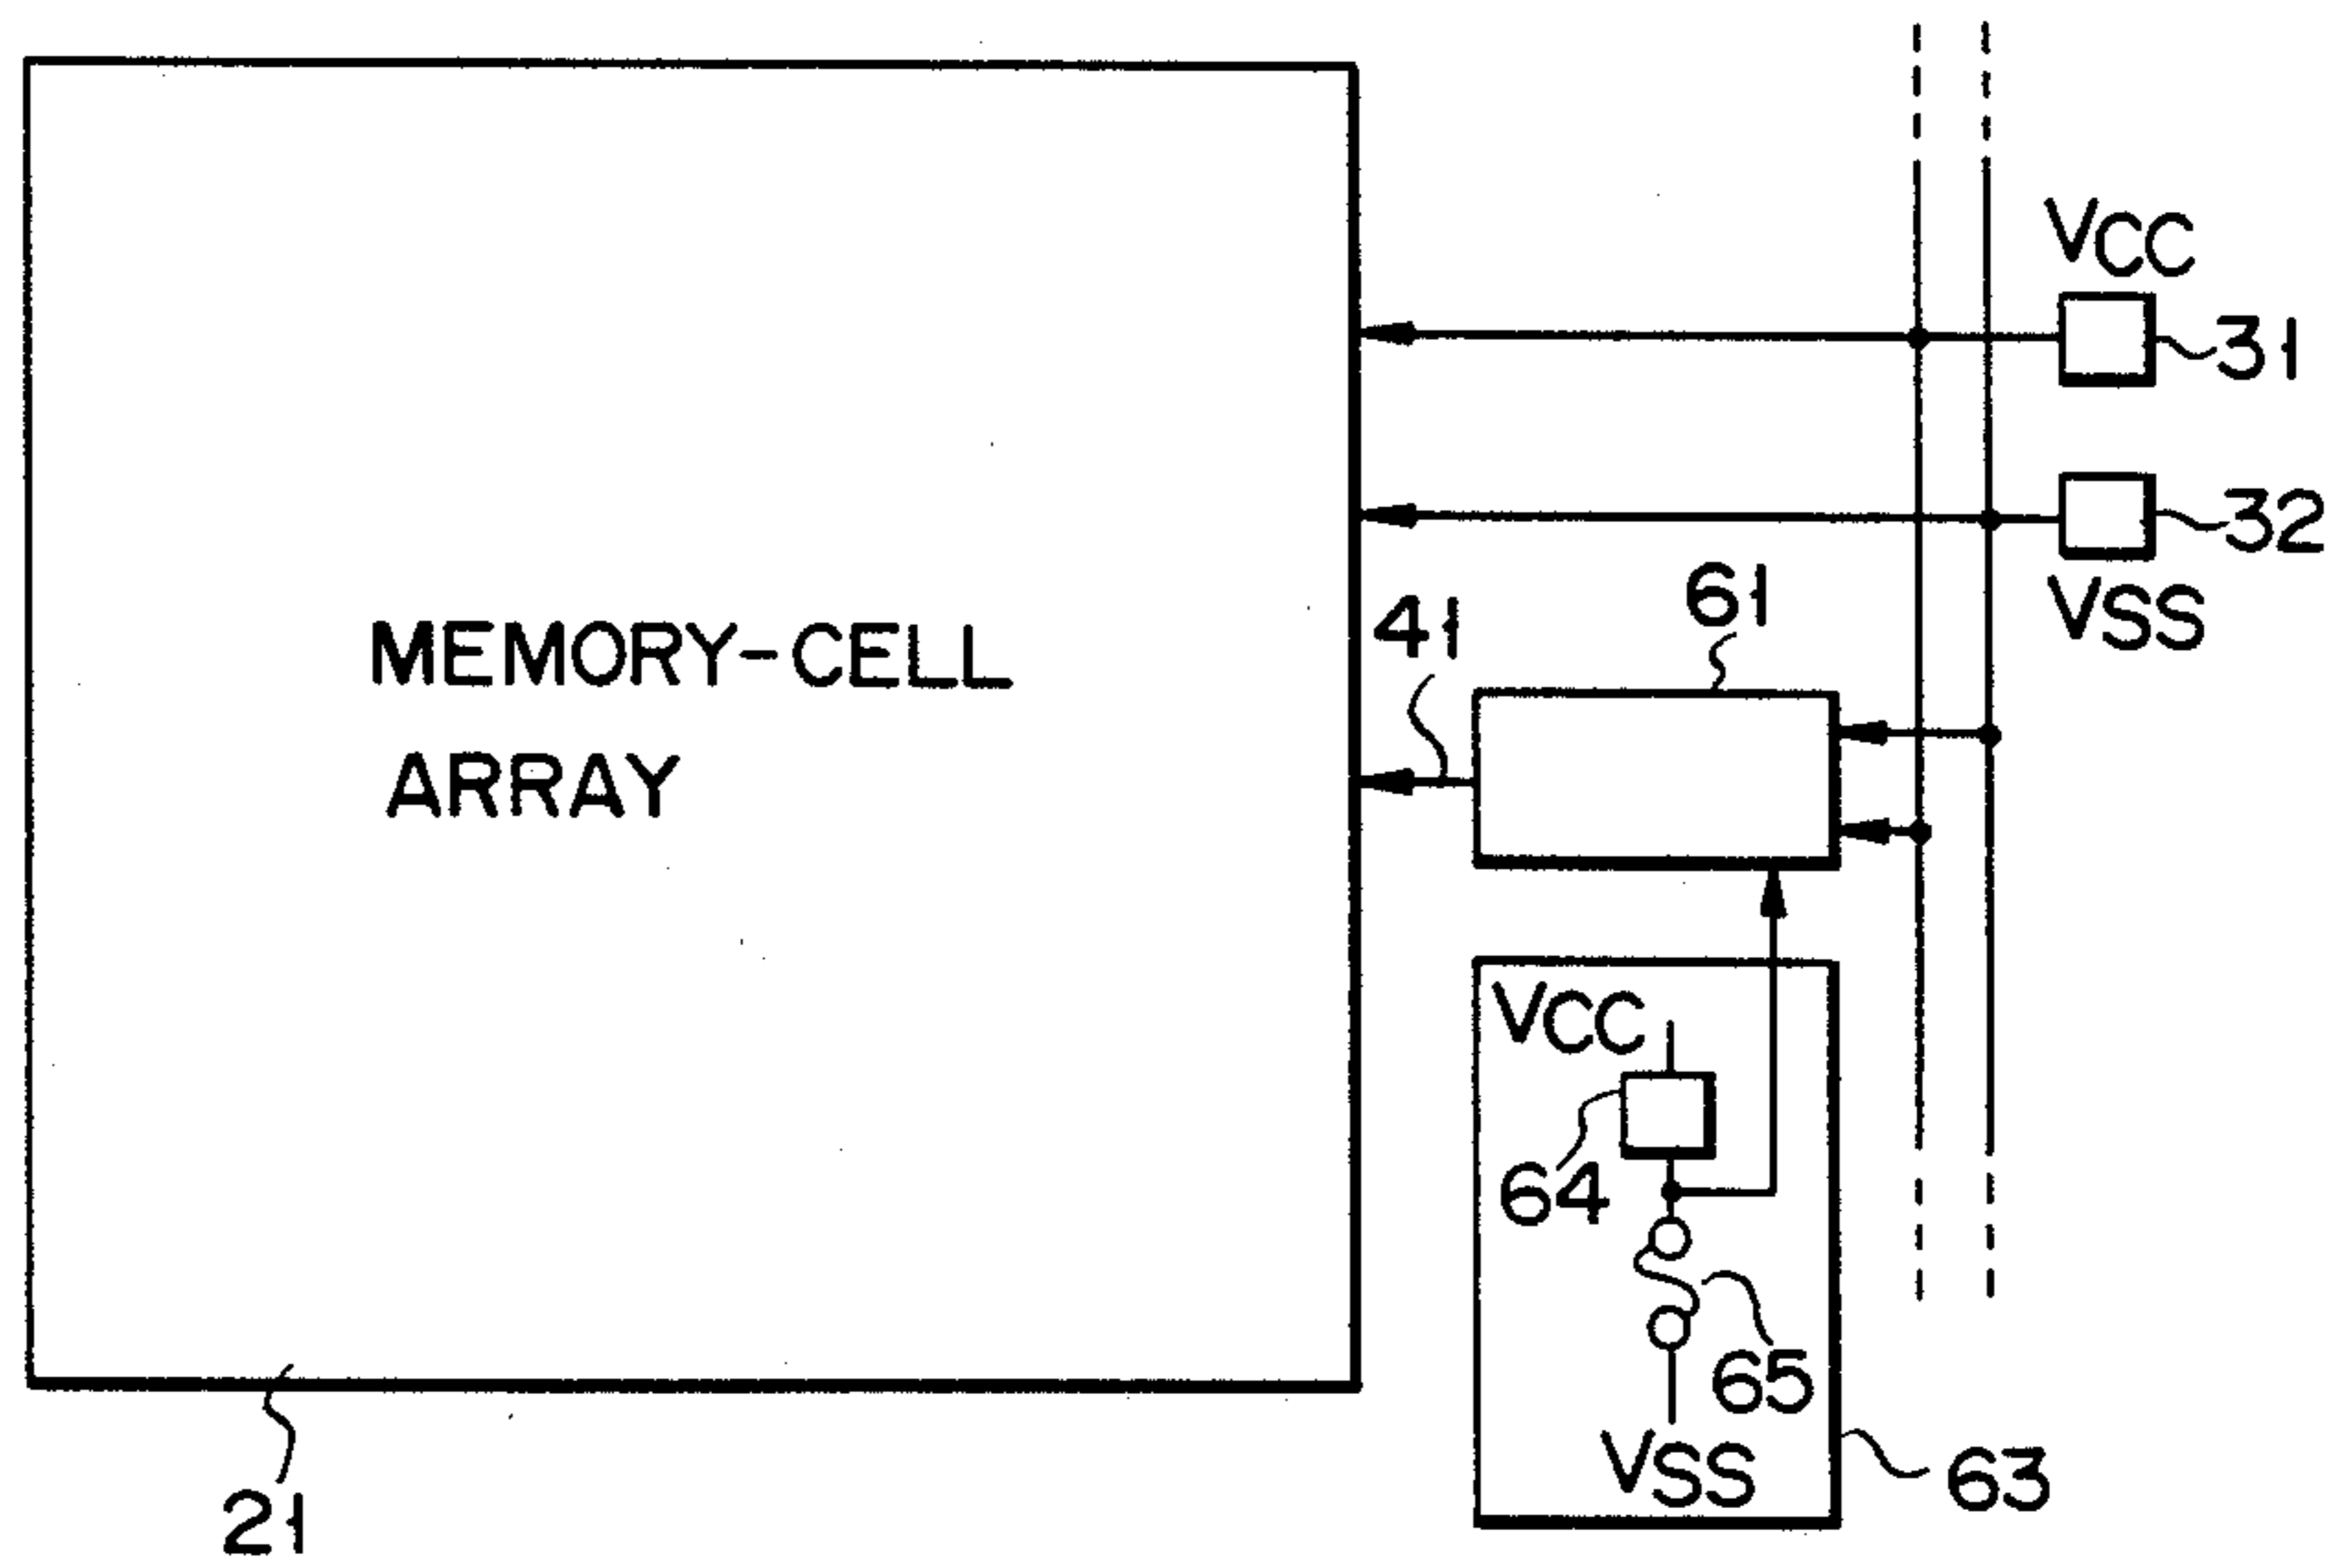 VCC
31
32
VSS
61
41
MEMORY-CELL
ARRAY
VCC
64
65
VSS
63
21